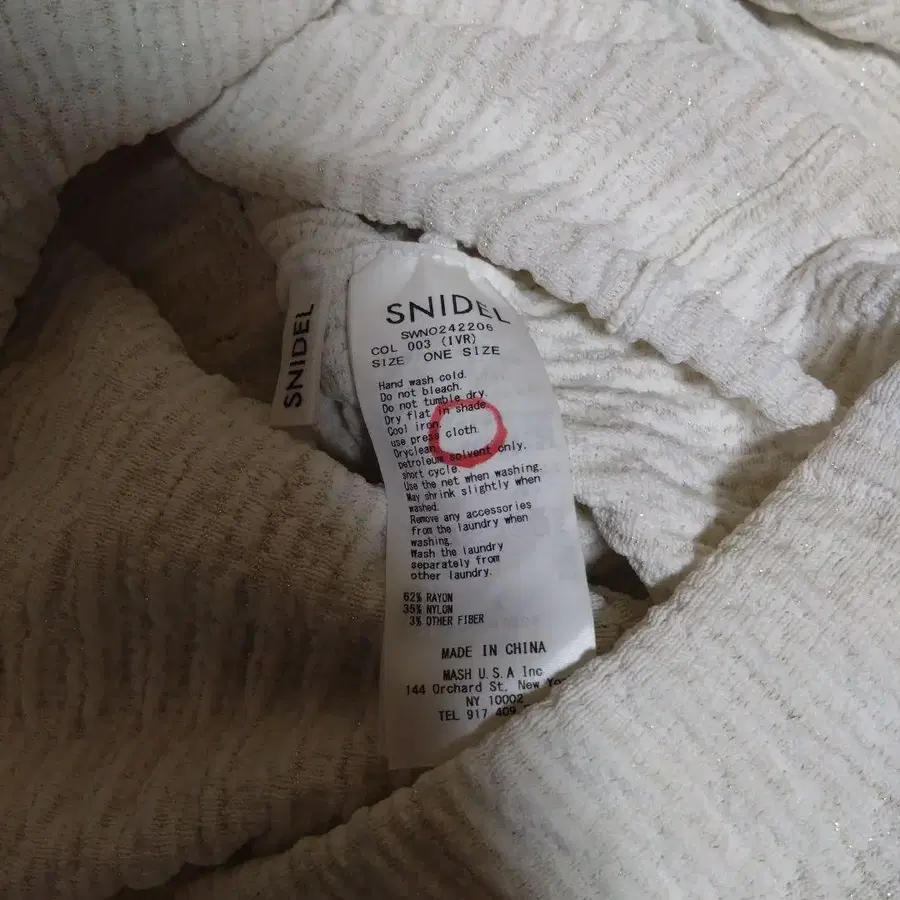 SNIDEL
SNIDEL
SWNO242206
COL 003 (IVR)
SIZE ONE SIZE
Hand wash cold.
Do not bleach.
Do not tumble dry.
Dry flat in shade.
Cool iron.
use press cloth.
Dryclean
petroleum solvent only.
short cycle.
Use the net when washing.
May shrink slightly when
washed.
Remove any accessories
from the laundry when
washing.
Wash the laundry
separately from
other laundry.
62% RAYON
35% NYLON
3% OTHER FIBER
MADE IN CHINA
MASH U.S.A Inc
144 Orchard St, New
NY 10002
TEL 917 409